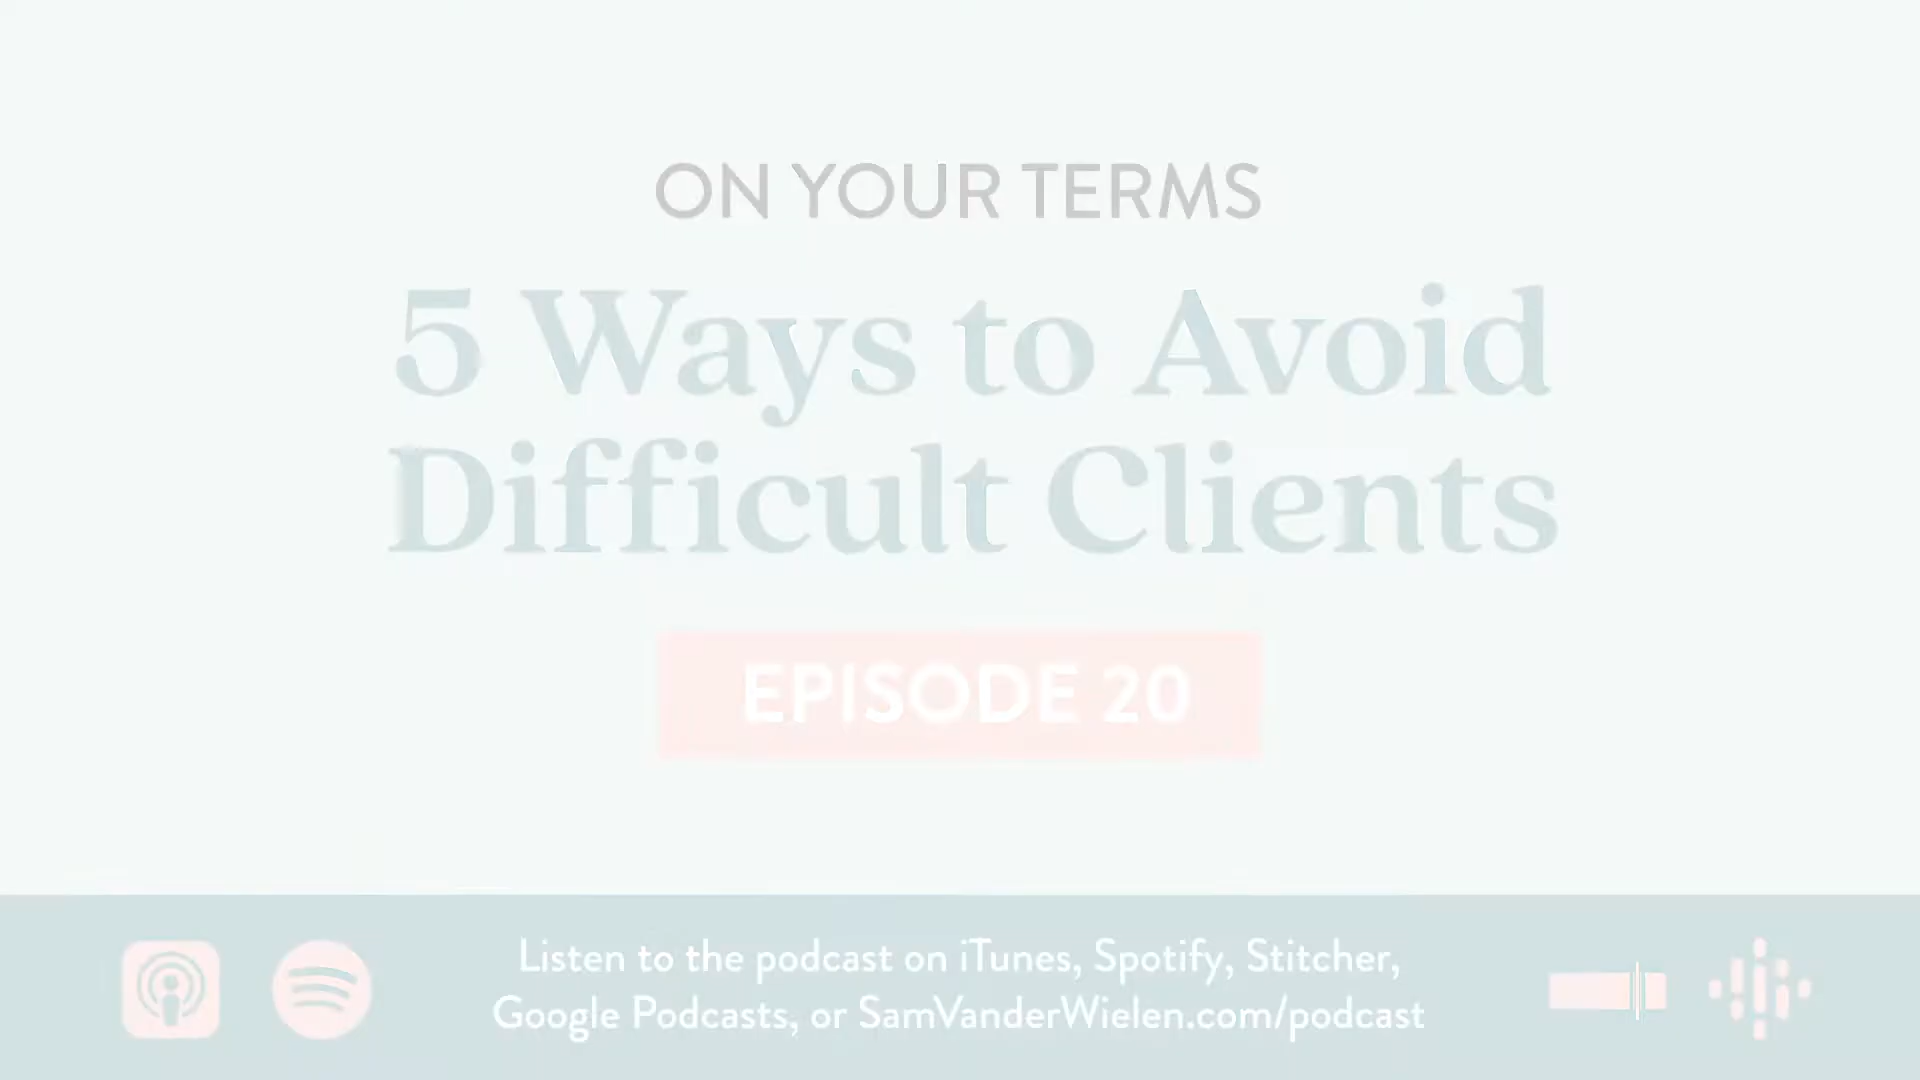 ON YOUR TERMS
5 Ways to Avoid
Difficult Clients
EPISODE 20
Listen to the podcast on iTunes, Spotify, Stitcher,
Google Podcasts, or SamVanderWielen.com/podcast